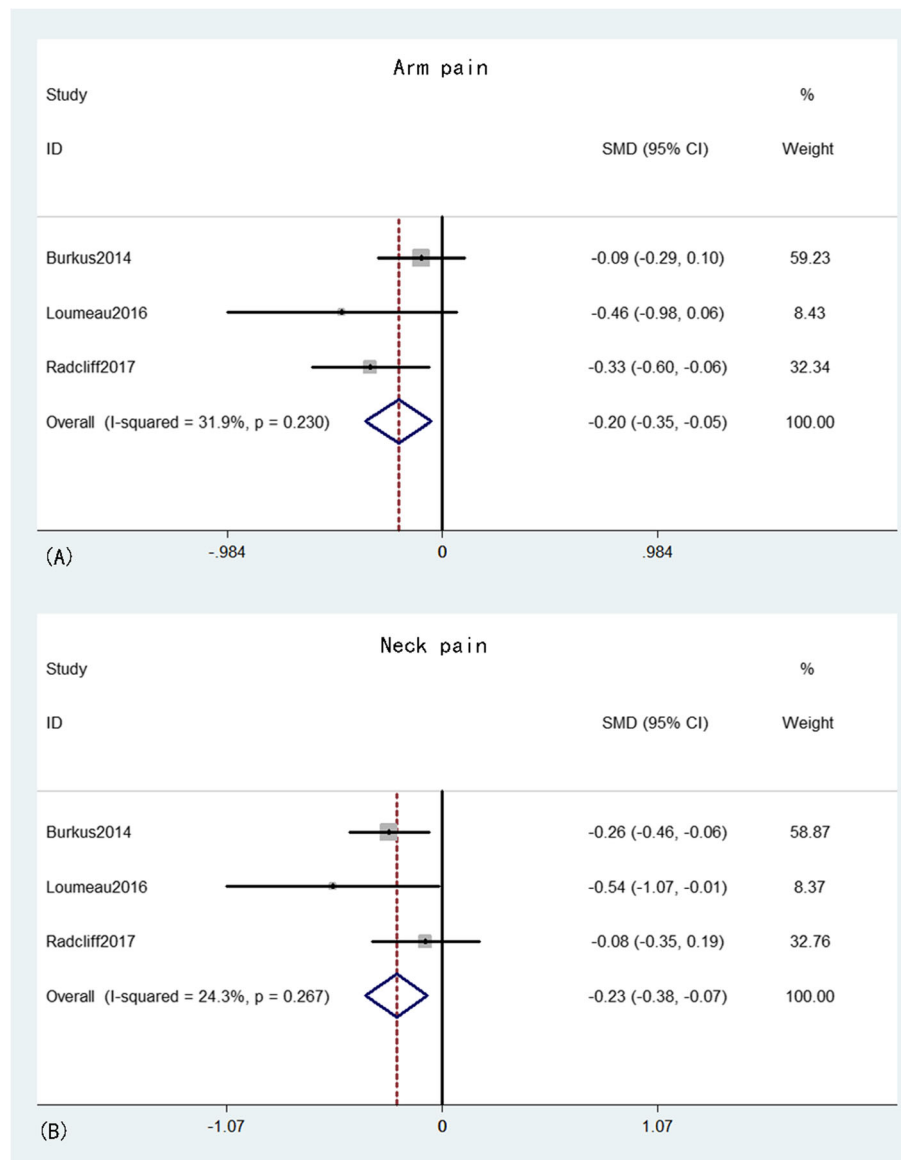 Arm pain
Study %
ID SMD (95% CI) Weight
Burkus2014 -0.09 (-0.29, 0.10) 59.23
Loumeau2016 -0.46 (-0.98, 0.06) 8.43
Radcliff2017 -0.33 (-0.60, -0.06) 32.34
Overall (I-squared = 31.9%, p = 0.230) -0.20 (-0.35, -0.05) 100.00
-.984 0 .984
(A)
Neck pain
Study %
ID SMD (95% CI) Weight
Burkus2014 -0.26 (-0.46, -0.06) 58.87
Loumeau2016 -0.54 (-1.07, -0.01) 8.37
Radcliff2017 -0.08 (-0.35, 0.19) 32.76
Overall (I-squared = 24.3%, p = 0.267) -0.23 (-0.38, -0.07) 100.00
-1.07 0 1.07
(B)